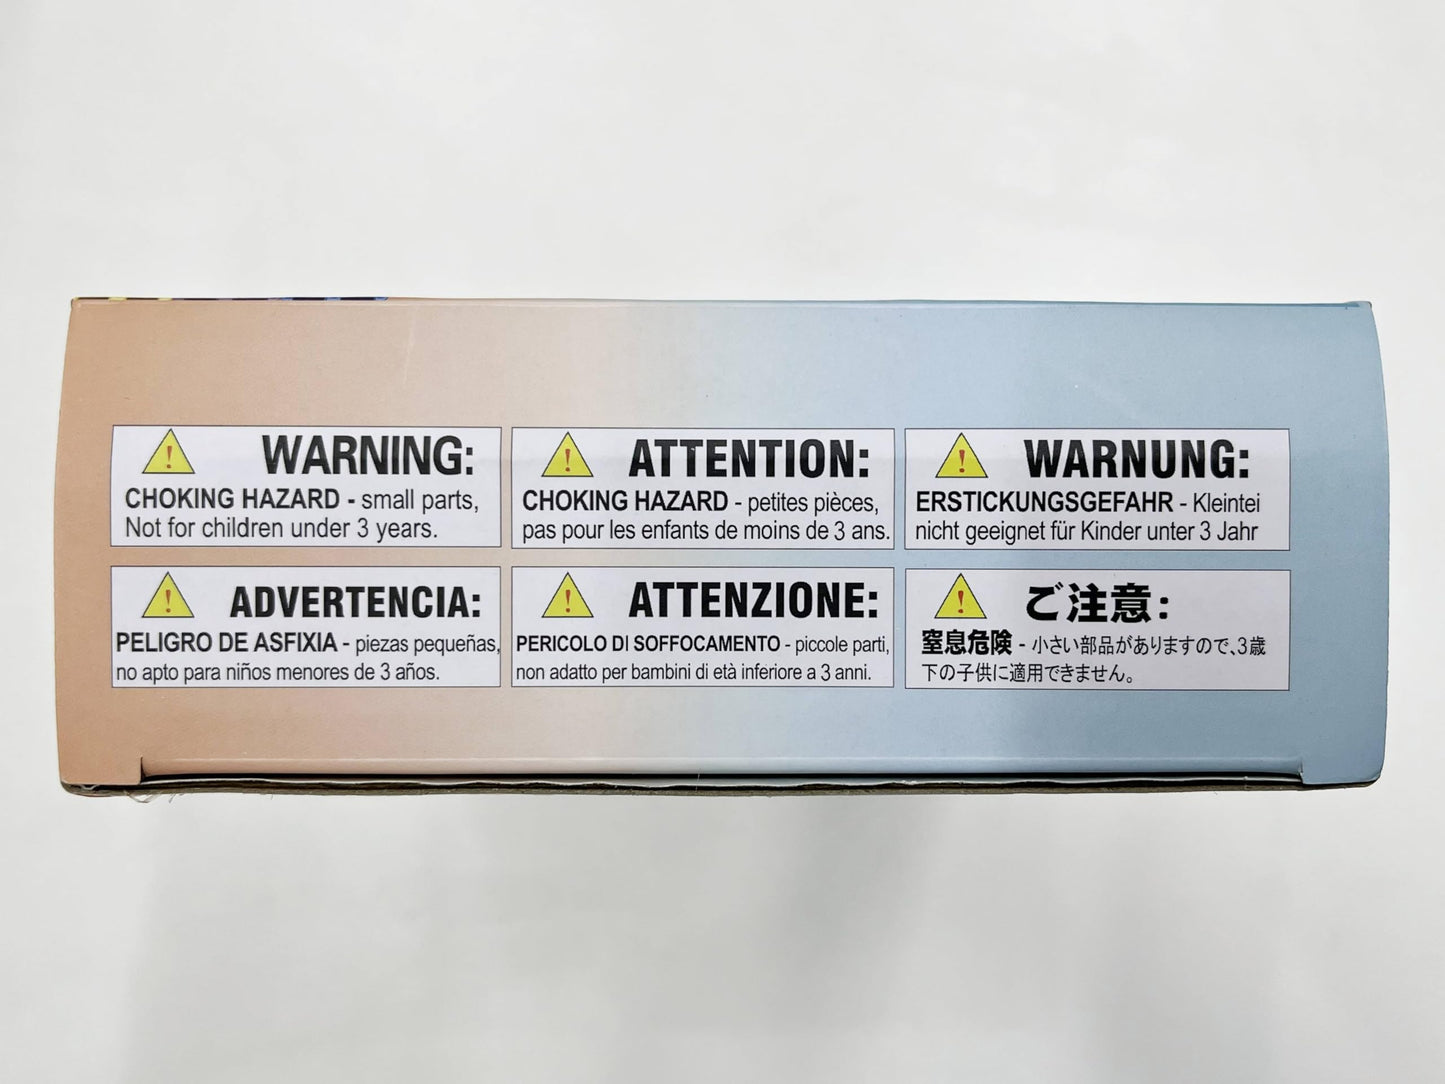 WARNING:
CHOKING HAZARD - small parts,
Not for children under 3 years.
ATTENTION:
CHOKING HAZARD - petites pièces,
pas pour les enfants de moins de 3 ans.
WARNUNG:
ERSTICKUNGSGEFAHR - Kleintei
nicht geeignet für Kinder unter 3 Jahr
ADVERTENCIA:
PELIGRO DE ASFIXIA - piezas pequeñas,
no apto para niños menores de 3 años.
ATTENZIONE:
PERICOLO DI SOFFOCAMENTO - piccole parti,
non adatto per bambini di età inferiore a 3 anni.
ご注意:
窒息危険 - 小さい部品がありますので､3歳
下の子供に適用できません。